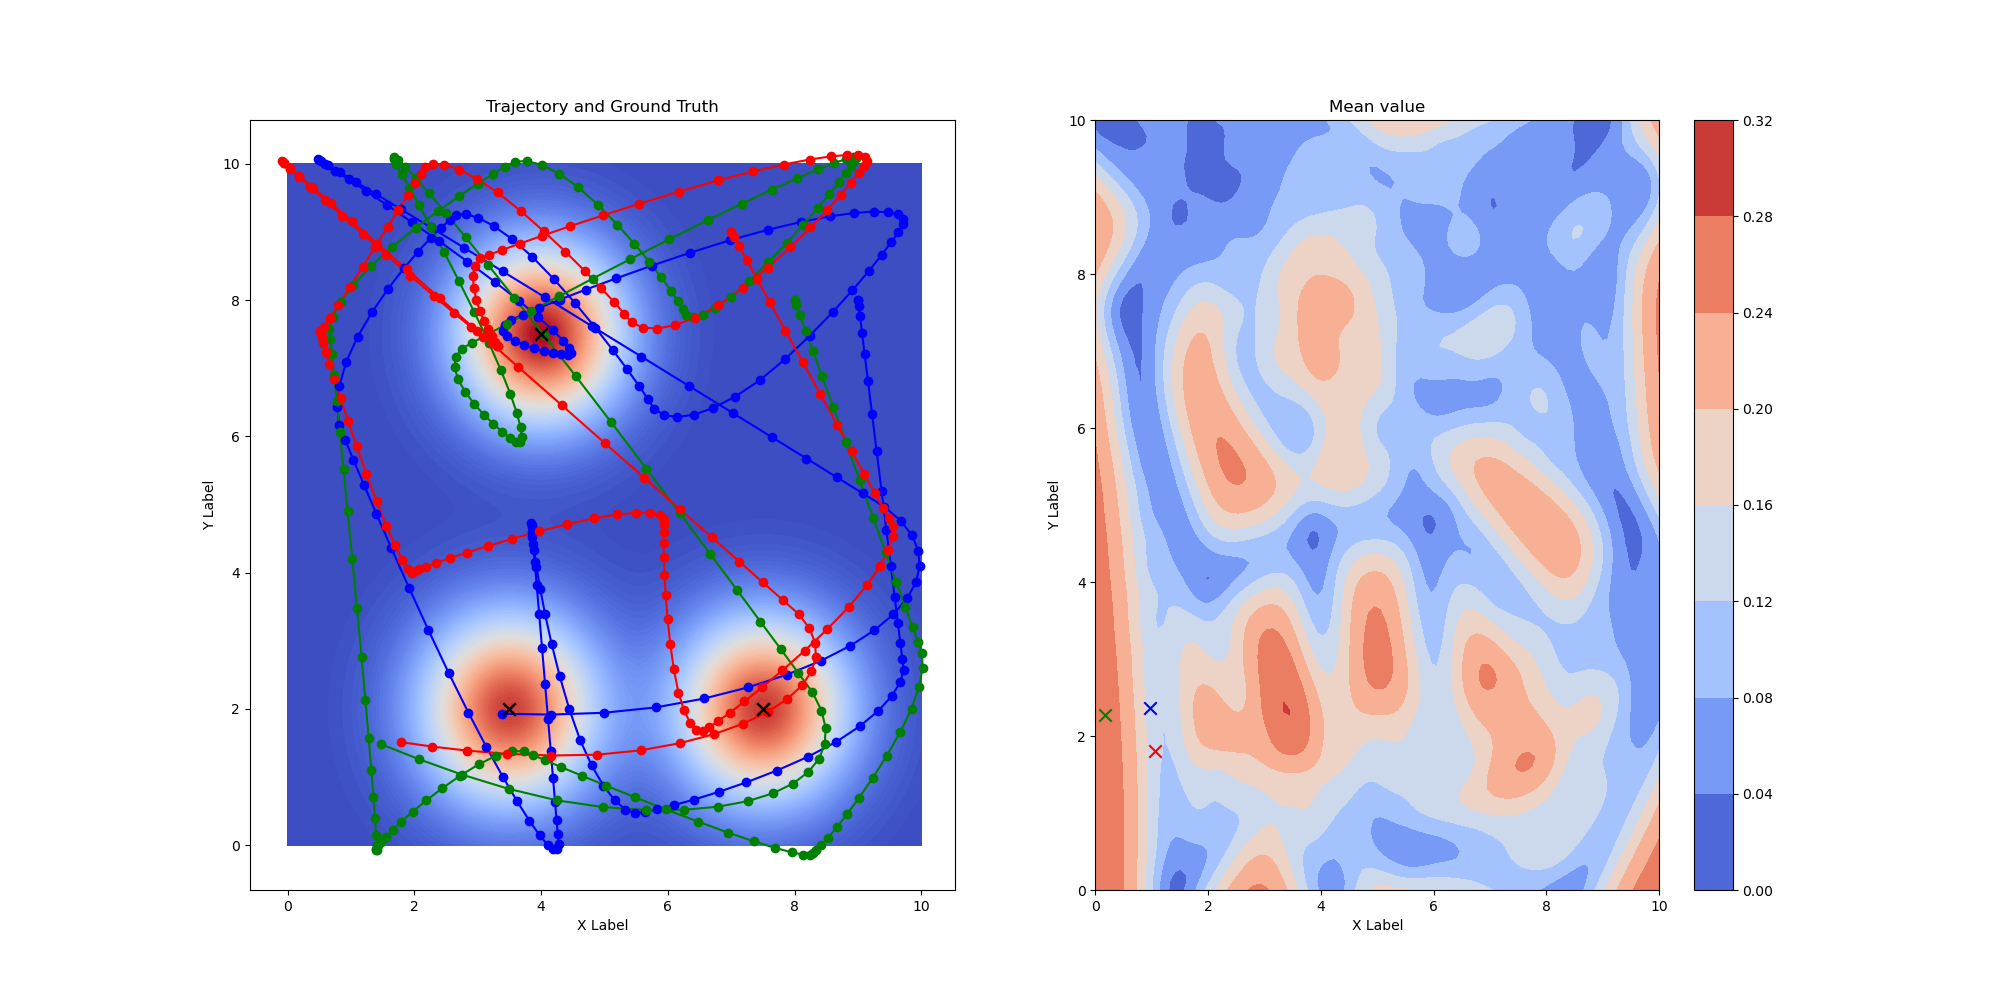 Trajectory and Ground Truth
10
8
6
4
2
0
Y Label
0 2 4 6 8 10
X Label
Mean value
10
8
6
4
2
0
Y Label
0 2 4 6 8 10
X Label
0.32
0.28
0.24
0.20
0.16
0.12
0.08
0.04
0.00